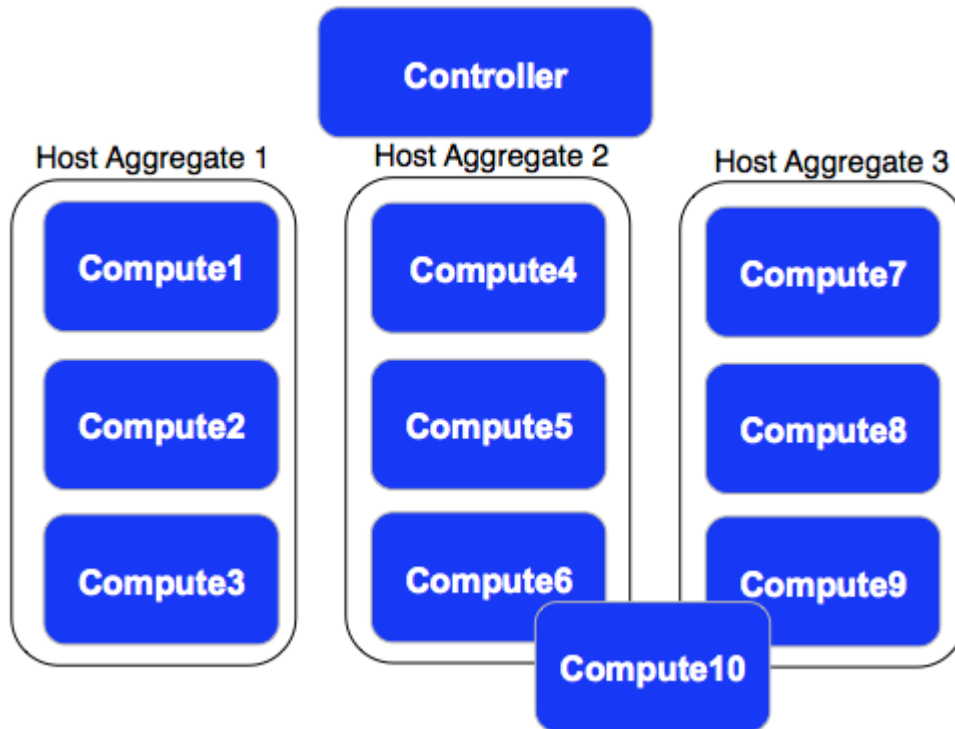 Controller
Host Aggregate 1
Host Aggregate 2
Host Aggregate 3
Compute1
Compute4
Compute7
Compute2
Compute5
Compute8
Compute3
Compute6
Compute9
Compute10